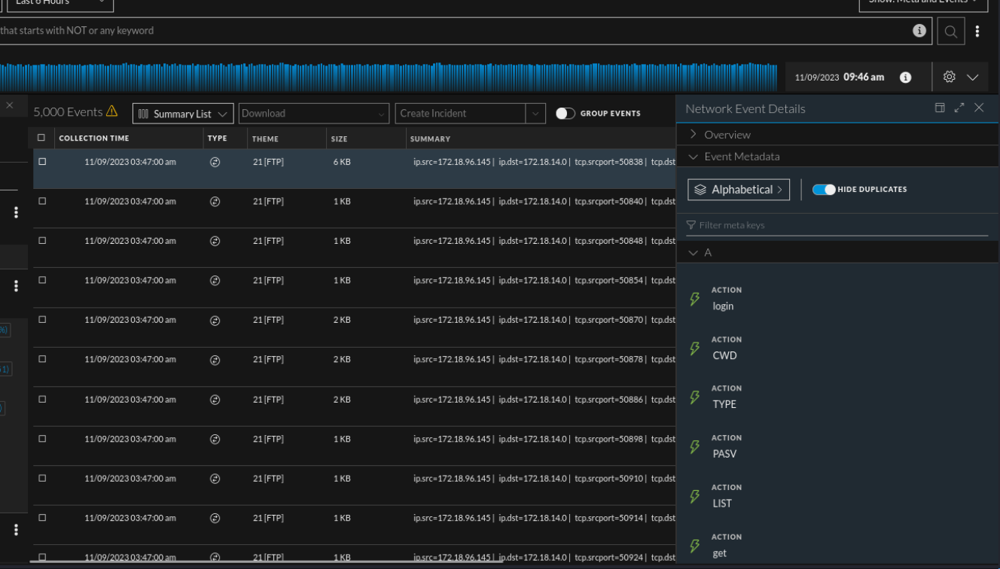 Last 6 Hours
Show: Meta and Events
that starts with NOT or any keyword
11/09/2023 09:46 am
5,000 Events
Summary List
Download
Create Incident
GROUP EVENTS
COLLECTION TIME TYPE THEME SIZE SUMMARY
11/09/2023 03:47:00 am 21 [FTP] 6 KB ip.src=172.18.96.145 | ip.dst=172.18.14.0 | tcp.srcport=50838 | tcp.dst
11/09/2023 03:47:00 am 21 [FTP] 1 KB ip.src=172.18.96.145 | ip.dst=172.18.14.0 | tcp.srcport=50840 | tcp.dst
11/09/2023 03:47:00 am 21 [FTP] 1 KB ip.src=172.18.96.145 | ip.dst=172.18.14.0 | tcp.srcport=50848 | tcp.dst
11/09/2023 03:47:00 am 21 [FTP] 1 KB ip.src=172.18.96.145 | ip.dst=172.18.14.0 | tcp.srcport=50854 | tcp.dst
11/09/2023 03:47:00 am 21 [FTP] 2 KB ip.src=172.18.96.145 | ip.dst=172.18.14.0 | tcp.srcport=50870 | tcp.dst
11/09/2023 03:47:00 am 21 [FTP] 2 KB ip.src=172.18.96.145 | ip.dst=172.18.14.0 | tcp.srcport=50878 | tcp.dst
11/09/2023 03:47:00 am 21 [FTP] 2 KB ip.src=172.18.96.145 | ip.dst=172.18.14.0 | tcp.srcport=50886 | tcp.dst
11/09/2023 03:47:00 am 21 [FTP] 1 KB ip.src=172.18.96.145 | ip.dst=172.18.14.0 | tcp.srcport=50898 | tcp.dst
11/09/2023 03:47:00 am 21 [FTP] 1 KB ip.src=172.18.96.145 | ip.dst=172.18.14.0 | tcp.srcport=50910 | tcp.dst
11/09/2023 03:47:00 am 21 [FTP] 1 KB ip.src=172.18.96.145 | ip.dst=172.18.14.0 | tcp.srcport=50914 | tcp.dst
11/09/2023 03:47:00 am 21 [FTP] 1 KB ip.src=172.18.96.145 | ip.dst=172.18.14.0 | tcp.srcport=50924 | tcp.dst
Network Event Details
Overview
Event Metadata
Alphabetical
HIDE DUPLICATES
Filter meta keys
A
ACTION
login
ACTION
CWD
ACTION
TYPE
ACTION
PASV
ACTION
LIST
ACTION
get